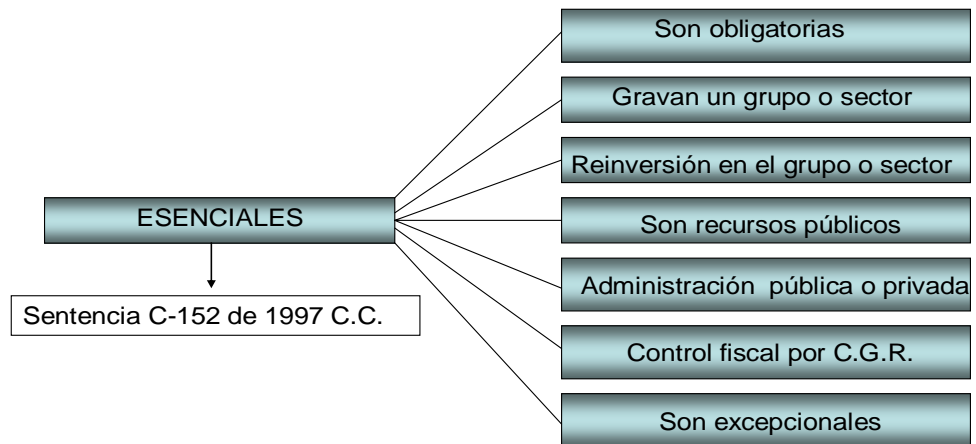 ESENCIALES
Sentencia C-152 de 1997 C.C.
Son obligatorias
Gravan un grupo o sector
Reinversión en el grupo o sector
Son recursos públicos
Administración pública o privada
Control fiscal por C.G.R.
Son excepcionales